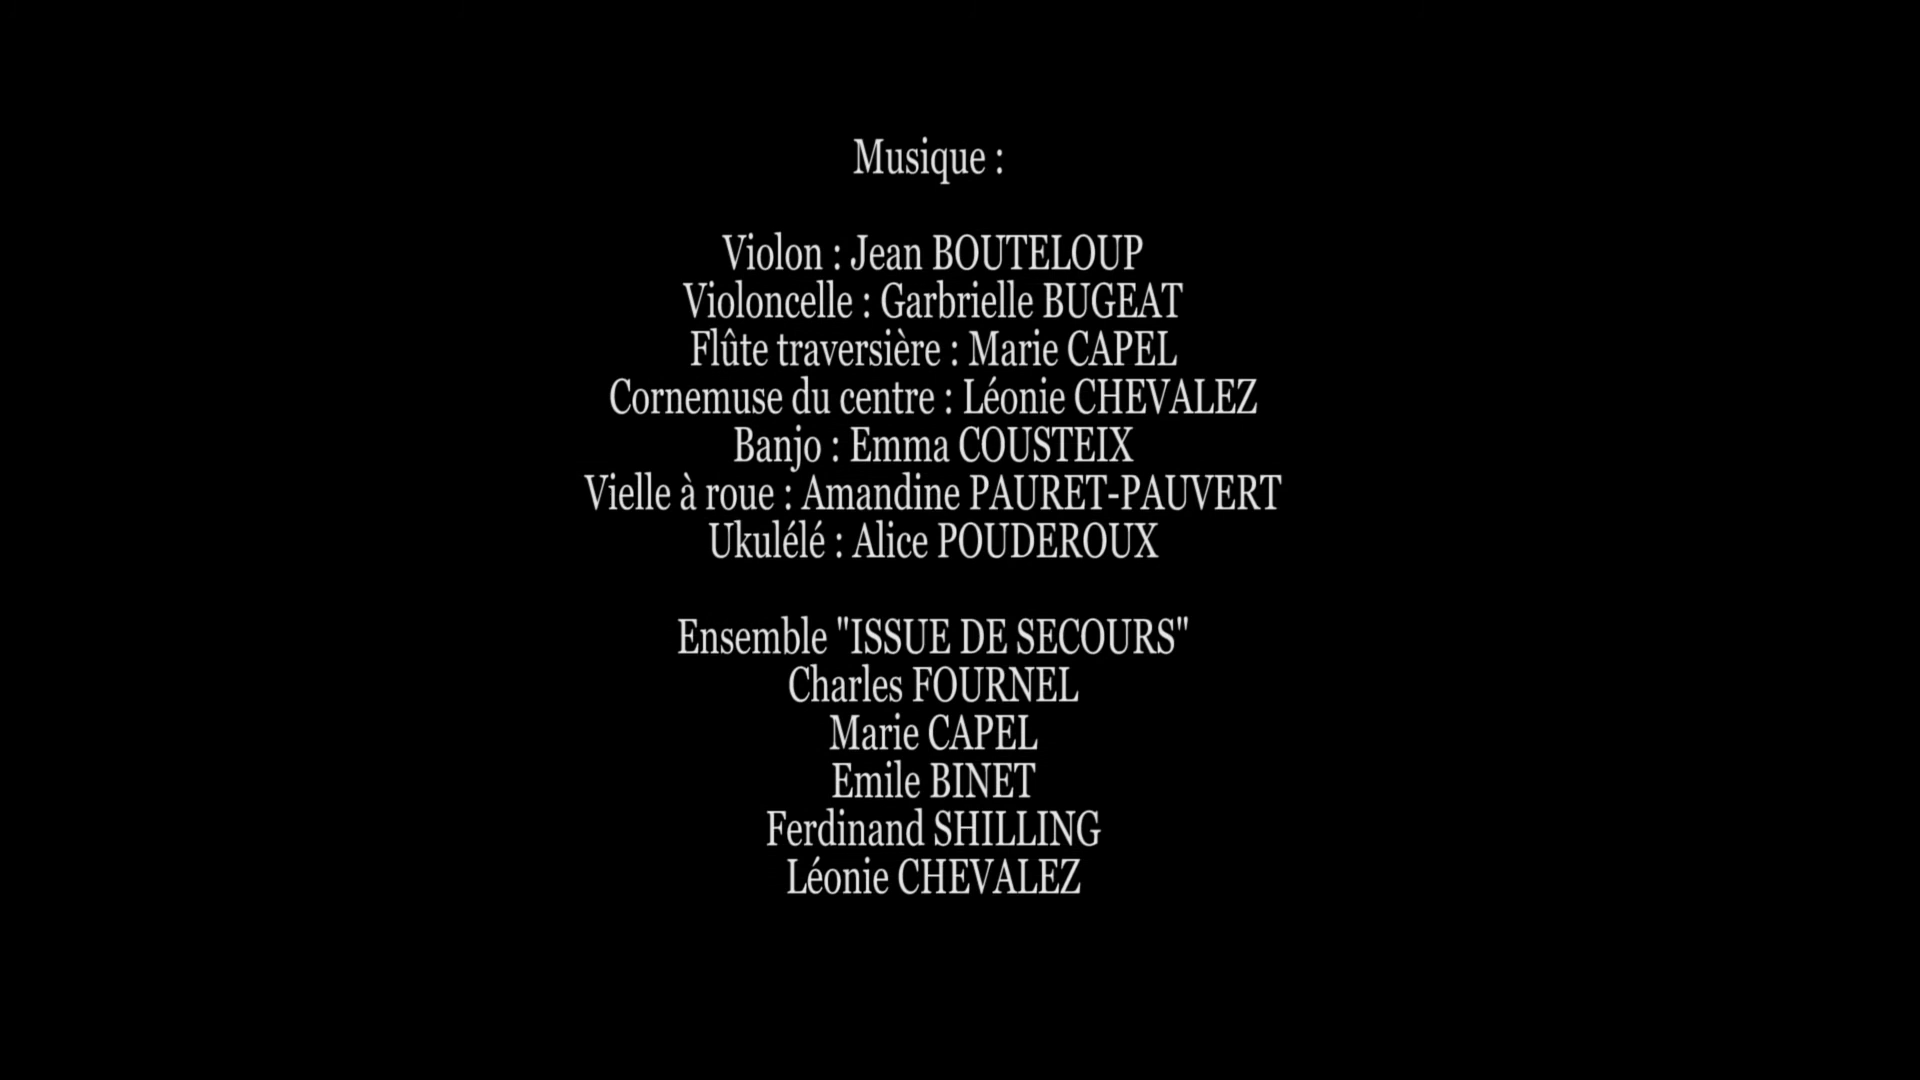 Musique :
Violon : Jean BOUTELOUP
Violoncelle : Garbrielle BUGEAT
Flûte traversière : Marie CAPEL
Cornemuse du centre : Léonie CHEVALEZ
Banjo : Emma COUSTEIX
Vielle à roue : Amandine PAURET-PAUVERT
Ukulélé : Alice POUDEROUX
Ensemble "ISSUE DE SECOURS"
Charles FOURNEL
Marie CAPEL
Emile BINET
Ferdinand SHILLING
Léonie CHEVALEZ